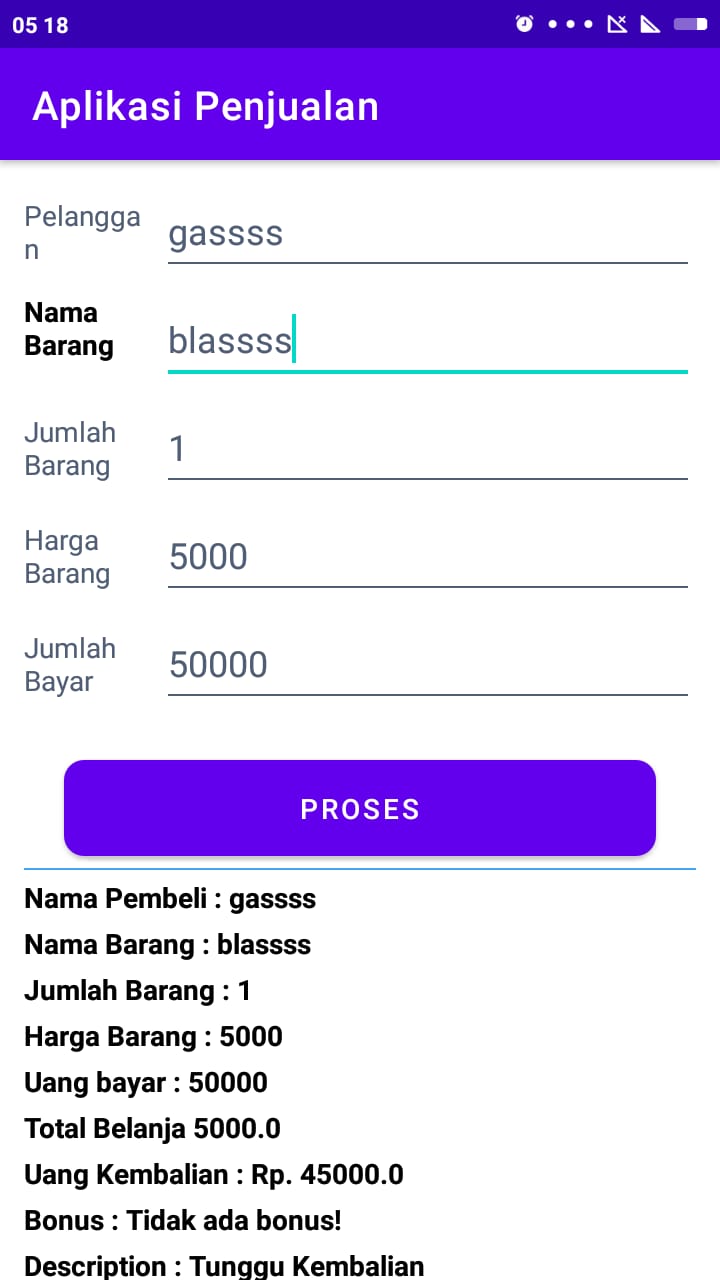 05 18
Aplikasi Penjualan
Pelangga
n
gassss
Nama
Barang
blassss
Jumlah
Barang
1
Harga
Barang
5000
Jumlah
Bayar
50000
PROSES
Nama Pembeli : gassss
Nama Barang : blassss
Jumlah Barang : 1
Harga Barang : 5000
Uang bayar : 50000
Total Belanja 5000.0
Uang Kembalian : Rp. 45000.0
Bonus : Tidak ada bonus!
Description : Tunggu Kembalian